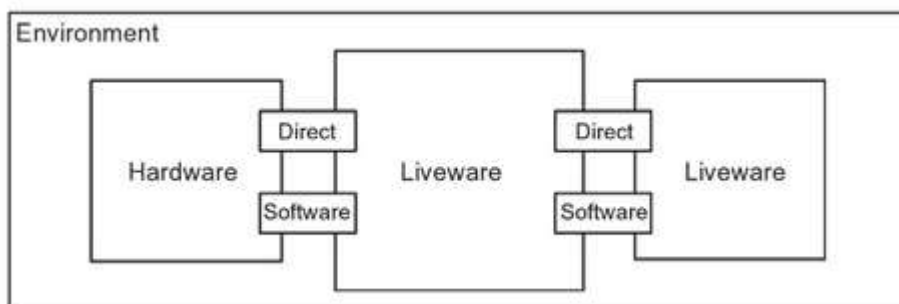 Environment
Direct
Direct
Hardware
Liveware
Liveware
Software
Software